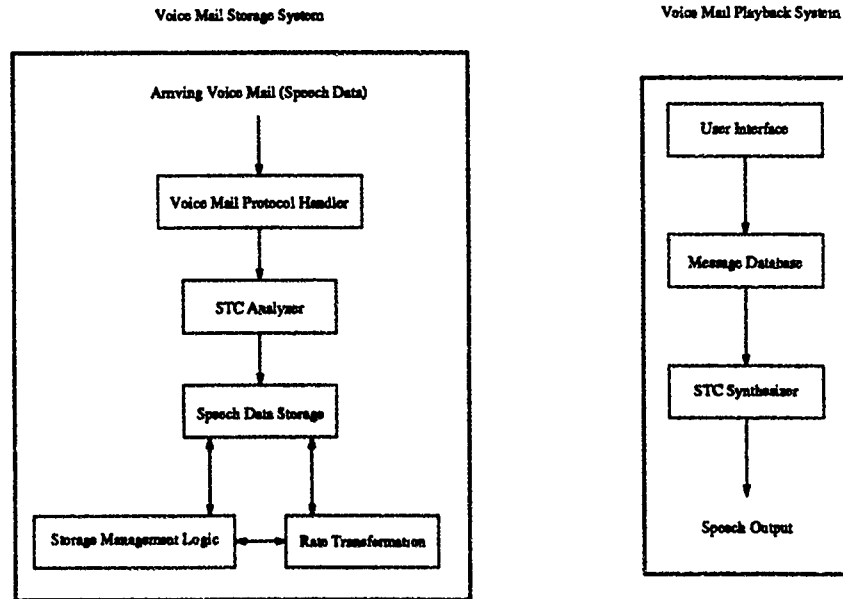 Voice Mail Storage System
Arriving Voice Mail (Speech Data)
Voice Mail Protocol Handler
STC Analyzer
Speech Data Storage
Storage Management Logic
Rate Transformation
Voice Mail Playback System
User Interface
Message Database
STC Synthesizer
Speech Output